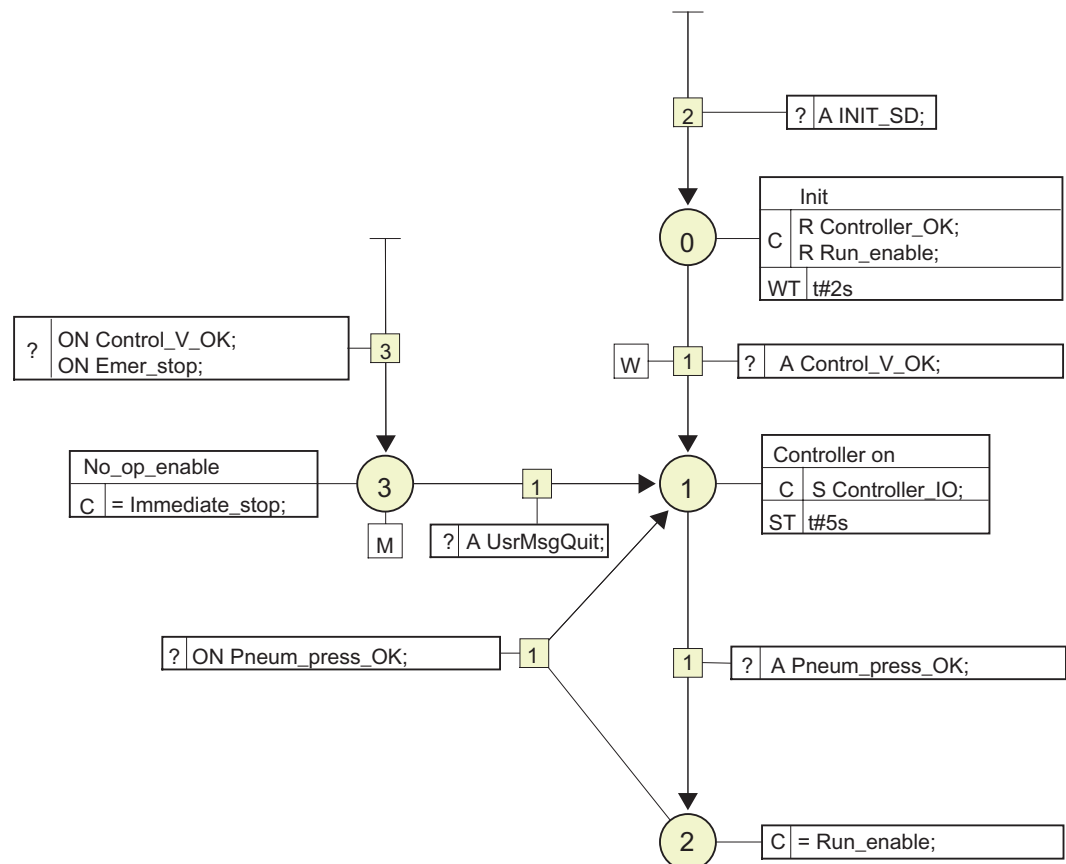 2
? A INIT_SD;
Init
0
C R Controller_OK;
R Run_enable;
WT t#2s
? ON Control_V_OK;
ON Emer_stop;
3
W
1
? A Control_V_OK;
No_op_enable
C = Immediate_stop;
3
M
1
? A UsrMsgQuit;
1
Controller on
C S Controller_IO;
ST t#5s
? ON Pneum_press_OK;
1
1
? A Pneum_press_OK;
2
C = Run_enable;